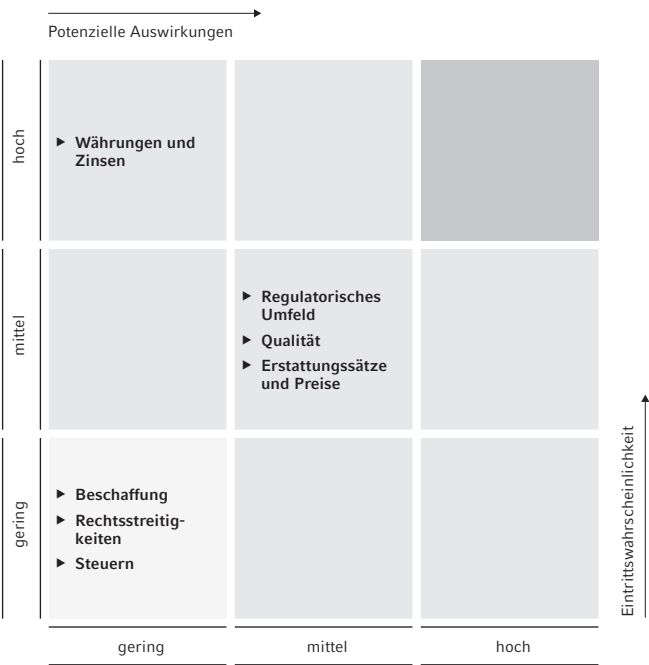 Potenzielle Auswirkungen
hoch
▶ Währungen und
Zinsen
mittel
▶ Regulatorisches
Umfeld
▶ Qualität
▶ Erstattungssätze
und Preise
gering
▶ Beschaffung
▶ Rechtsstreitig-
keiten
▶ Steuern
Eintrittswahrscheinlichkeit
gering
mittel
hoch